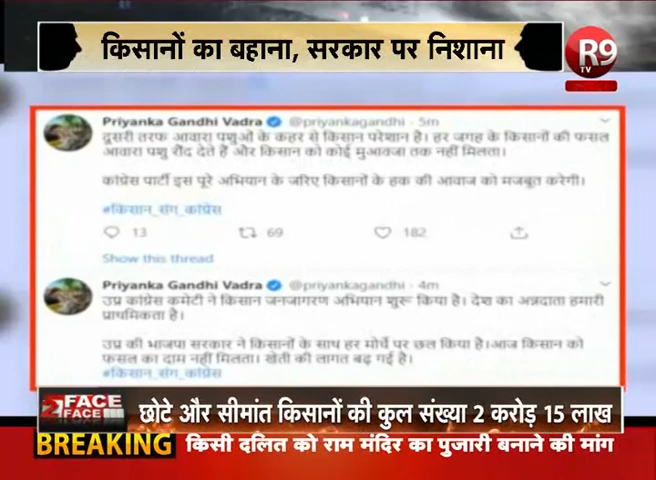 किसानों का बहाना, सरकार पर निशाना
R9
TV
Priyanka Gandhi Vadra @priyankagandhi · 5m
दूसरी तरफ आवारा पशुओं के कहर से किसान परेशान है। हर जगह के किसानों की फसल
आवारा पशु रौंद देते हैं और किसान को कोई मुआवजा तक नहीं मिलता।
कांग्रेस पार्टी इस पूरे अभियान के जरिए किसानों के हक की आवाज को मजबूत करेगी।
#किसान_संग_कांग्रेस
13 69 182
Show this thread
Priyanka Gandhi Vadra @priyankagandhi · 4m
उप्र कांग्रेस कमेटी ने किसान जनजागरण अभियान शुरू किया है। देश का अन्नदाता हमारी
प्राथमिकता है।
उप्र की भाजपा सरकार ने किसानों के साथ हर मोर्चे पर छल किया है।आज किसान को
फसल का दाम नहीं मिलता। खेती की लागत बढ़ गई है।
#किसान_संग_कांग्रेस
FACE
2 FACE
छोटे और सीमांत किसानों की कुल संख्या 2 करोड़ 15 लाख
BREAKING किसी दलित को राम मंदिर का पुजारी बनाने की मांग